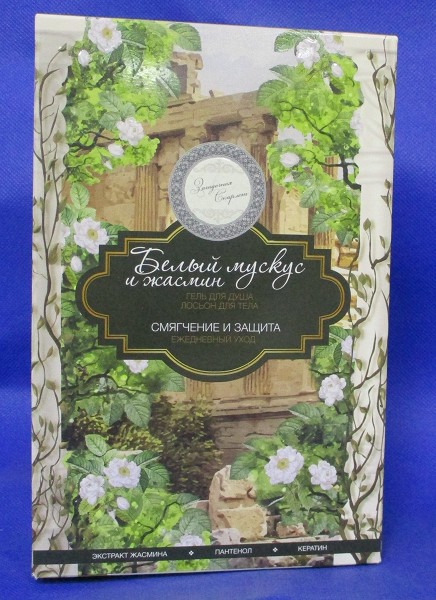 Белый мускус
и жасмин
ГЕЛЬ ДЛЯ ДУША
ЛОСЬОН ДЛЯ ТЕЛА
СМЯГЧЕНИЕ И ЗАЩИТА
ЕЖЕДНЕВНЫЙ УХОД
ЭКСТРАКТ ЖАСМИНА ❖ ПАНТЕНОЛ ❖ КЕРАТИН